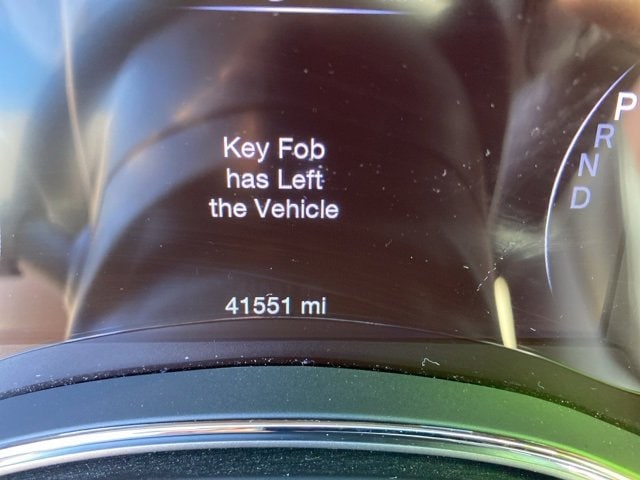 Key Fob
has Left
the Vehicle
41551 mi
P
R
N
D